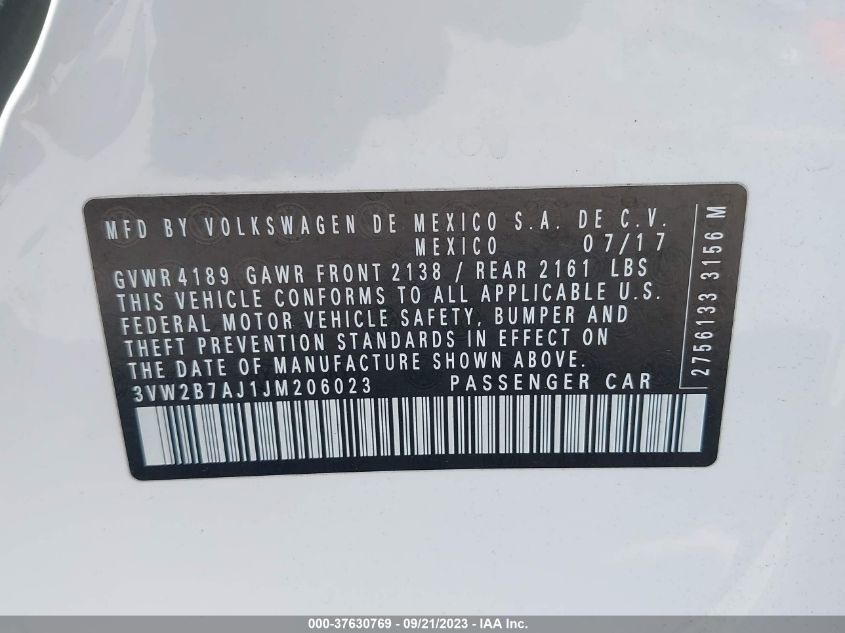 MFD BY VOLKSWAGEN DE MEXICO S.A. DE C.V.
MEXICO 07/17
GVWR 4189 GAWR FRONT 2138 / REAR 2161 LBS
THIS VEHICLE CONFORMS TO ALL APPLICABLE U.S.
FEDERAL MOTOR VEHICLE SAFETY, BUMPER AND
THEFT PREVENTION STANDARDS IN EFFECT ON
THE DATE OF MANUFACTURE SHOWN ABOVE.
3VW2B7AJ1JM206023 PASSENGER CAR
2756133 3156 M
000-37630769 - 09/21/2023 - © IAA Inc.